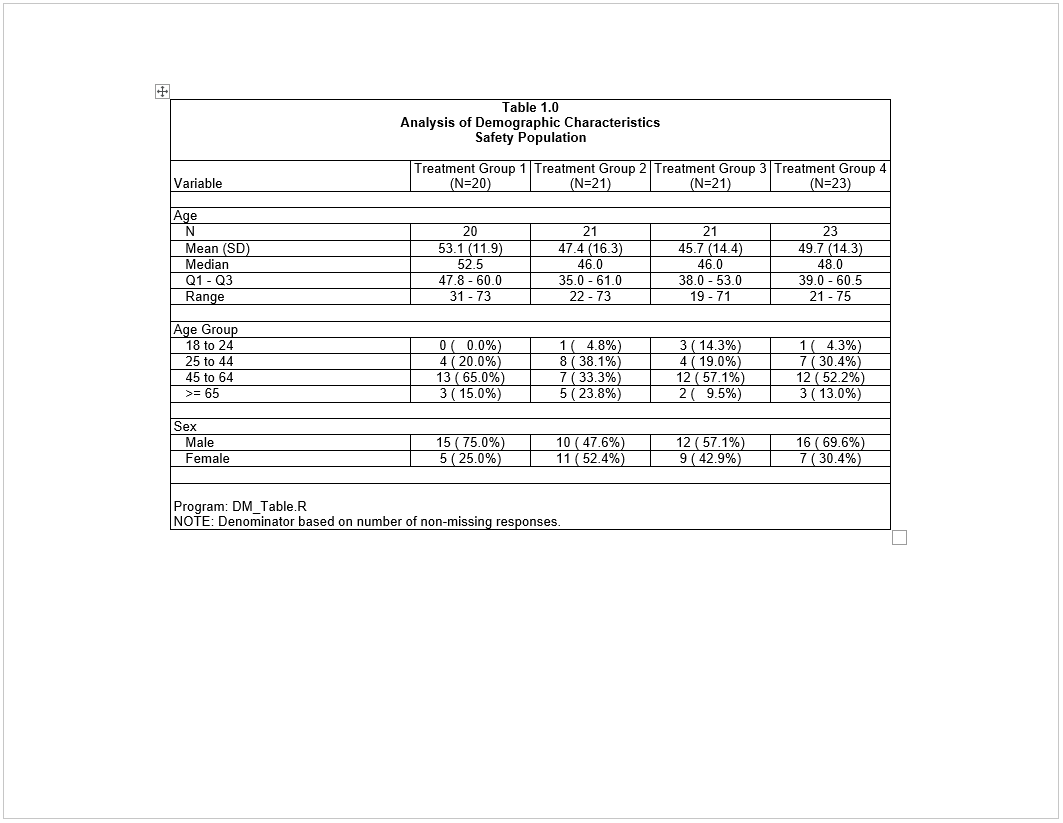 Table 1.0
Analysis of Demographic Characteristics
Safety Population
Variable Treatment Group 1 (N=20) Treatment Group 2 (N=21) Treatment Group 3 (N=21) Treatment Group 4 (N=23)
Age
N 20 21 21 23
Mean (SD) 53.1 (11.9) 47.4 (16.3) 45.7 (14.4) 49.7 (14.3)
Median 52.5 46.0 46.0 48.0
Q1 - Q3 47.8 - 60.0 35.0 - 61.0 38.0 - 53.0 39.0 - 60.5
Range 31 - 73 22 - 73 19 - 71 21 - 75
Age Group
18 to 24 0 (  0.0%) 1 (  4.8%) 3 ( 14.3%) 1 (  4.3%)
25 to 44 4 ( 20.0%) 8 ( 38.1%) 4 ( 19.0%) 7 ( 30.4%)
45 to 64 13 ( 65.0%) 7 ( 33.3%) 12 ( 57.1%) 12 ( 52.2%)
>= 65 3 ( 15.0%) 5 ( 23.8%) 2 (  9.5%) 3 ( 13.0%)
Sex
Male 15 ( 75.0%) 10 ( 47.6%) 12 ( 57.1%) 16 ( 69.6%)
Female 5 ( 25.0%) 11 ( 52.4%) 9 ( 42.9%) 7 ( 30.4%)
Program: DM_Table.R
NOTE: Denominator based on number of non-missing responses.